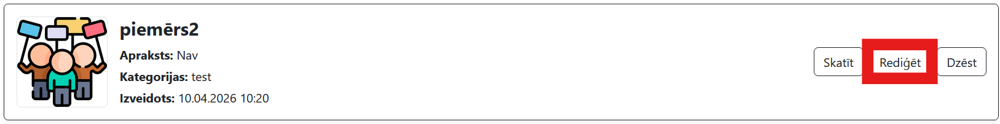 piemērs2
Apraksts: Nav
Kategorijas: test
Izveidots: 10.04.2026 10:20
Skatīt Rediģēt Dzēst